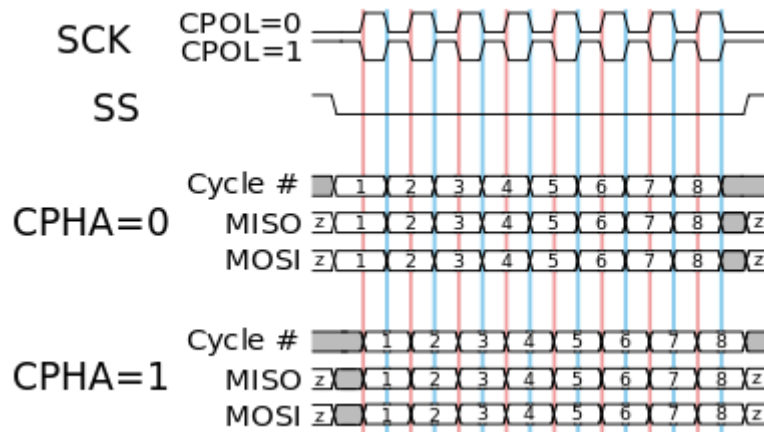 SCK CPOL=0
CPOL=1
SS
Cycle # 1 2 3 4 5 6 7 8
CPHA=0 MISO z 1 2 3 4 5 6 7 8 z
MOSI z 1 2 3 4 5 6 7 8 z
Cycle # 1 2 3 4 5 6 7 8
CPHA=1 MISO z 1 2 3 4 5 6 7 8 z
MOSI z 1 2 3 4 5 6 7 8 z